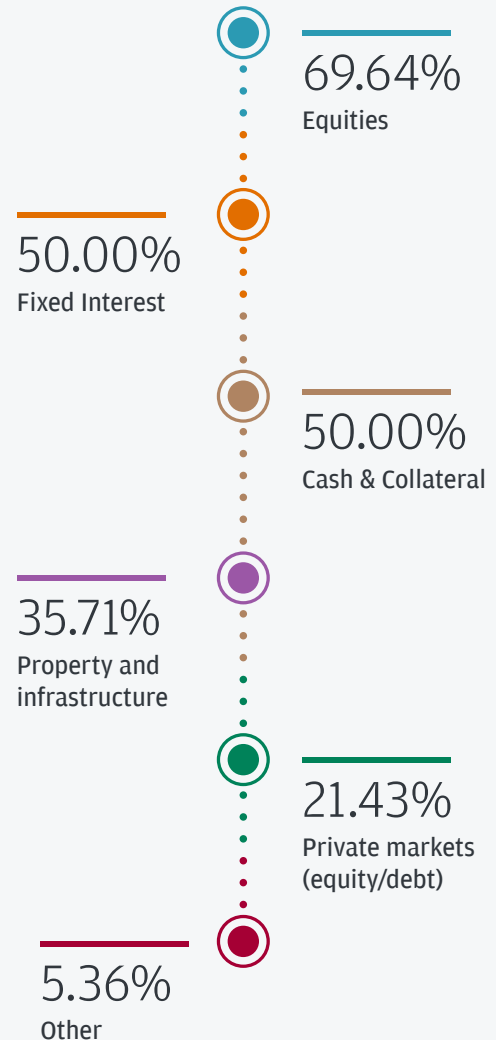 69.64%
Equities
50.00%
Fixed Interest
50.00%
Cash & Collateral
35.71%
Property and
infrastructure
21.43%
Private markets
(equity/debt)
5.36%
Other